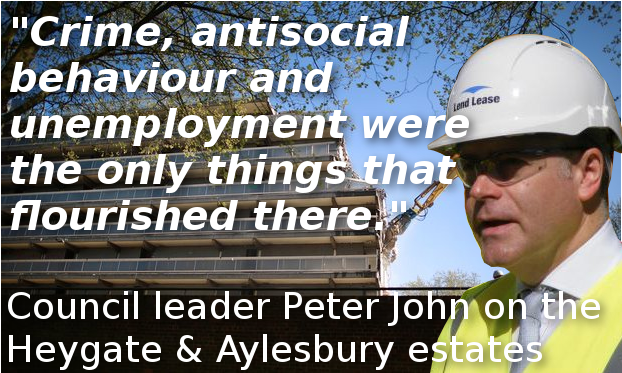 "Crime, antisocial
behaviour and
unemployment were
the only things that
flourished there."
Lend Lease
Council leader Peter John on the
Heygate & Aylesbury estates